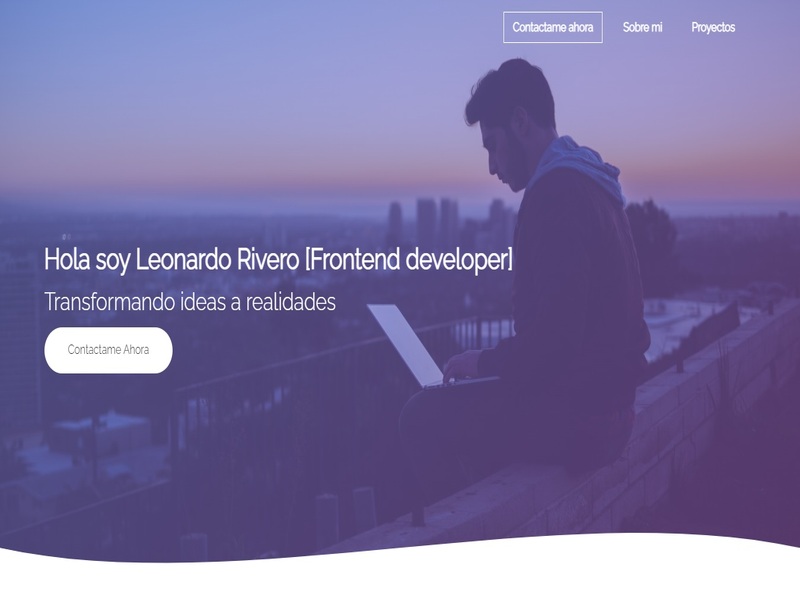 Contactame ahora Sobre mi Proyectos
Hola soy Leonardo Rivero [Frontend developer]
Transformando ideas a realidades
Contactame Ahora